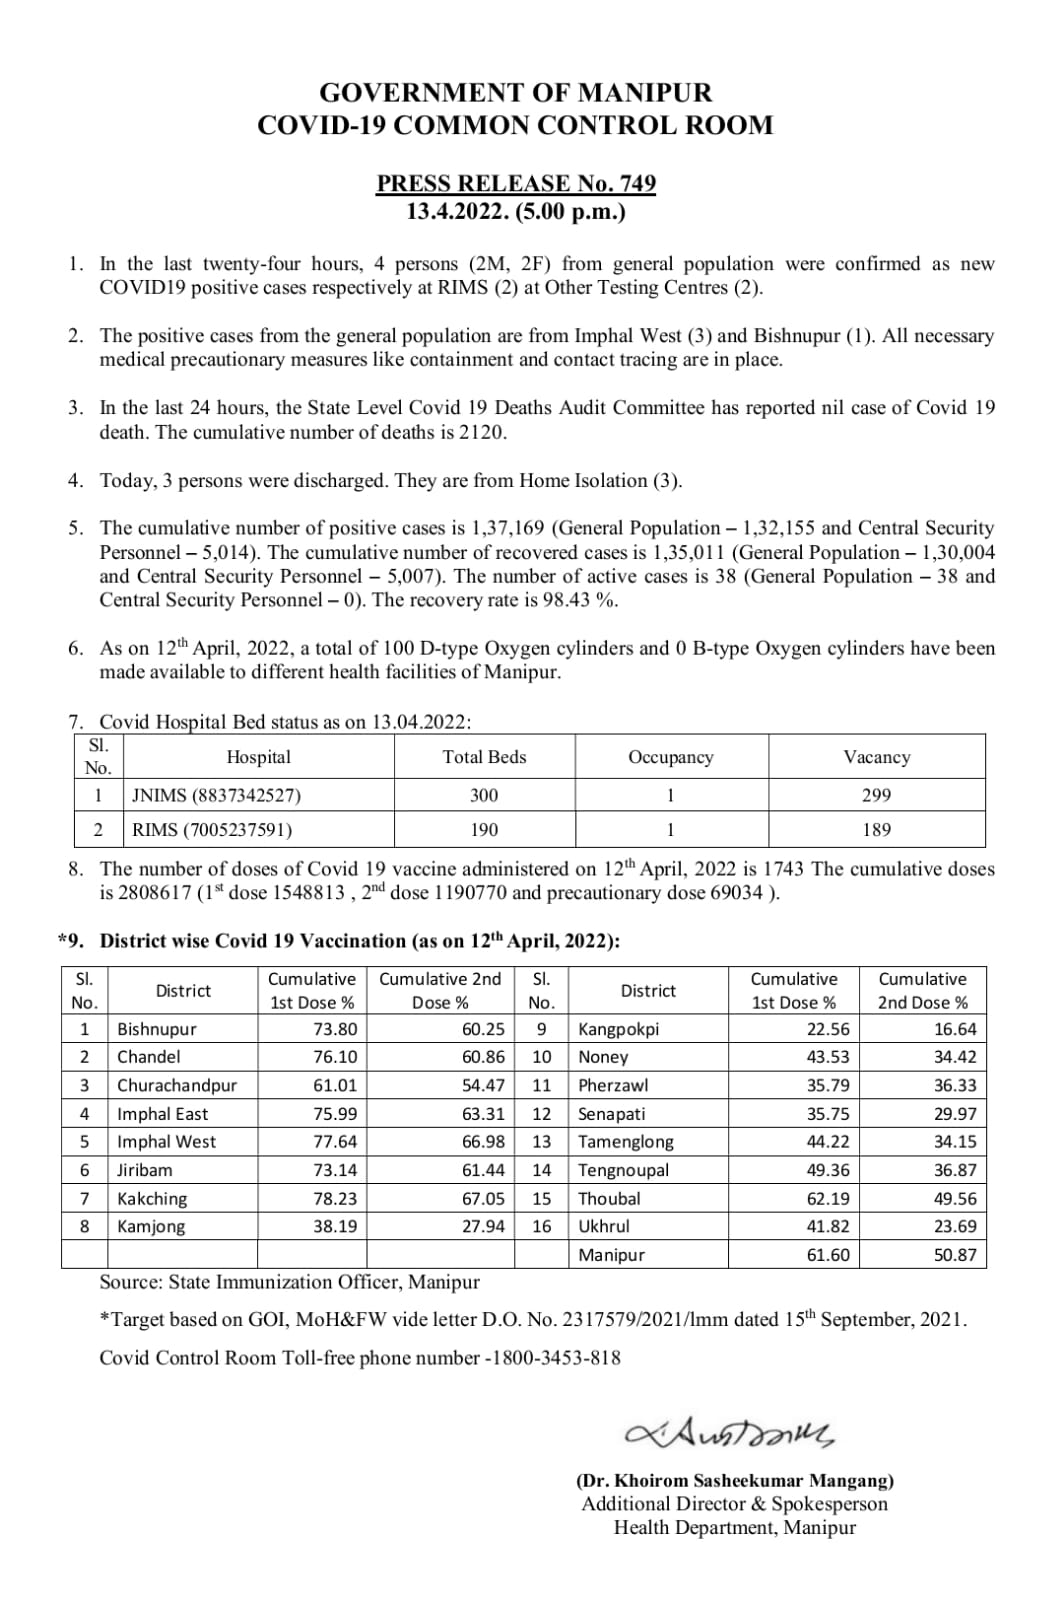 GOVERNMENT OF MANIPUR
COVID-19 COMMON CONTROL ROOM
PRESS RELEASE No. 749
13.4.2022. (5.00 p.m.)
1. In the last twenty-four hours, 4 persons (2M, 2F) from general population were confirmed as new
COVID19 positive cases respectively at RIMS (2) at Other Testing Centres (2).
2. The positive cases from the general population are from Imphal West (3) and Bishnupur (1). All necessary
medical precautionary measures like containment and contact tracing are in place.
3. In the last 24 hours, the State Level Covid 19 Deaths Audit Committee has reported nil case of Covid 19
death. The cumulative number of deaths is 2120.
4. Today, 3 persons were discharged. They are from Home Isolation (3).
5. The cumulative number of positive cases is 1,37,169 (General Population – 1,32,155 and Central Security
Personnel – 5,014). The cumulative number of recovered cases is 1,35,011 (General Population – 1,30,004
and Central Security Personnel – 5,007). The number of active cases is 38 (General Population – 38 and
Central Security Personnel – 0). The recovery rate is 98.43 %.
6. As on 12th April, 2022, a total of 100 D-type Oxygen cylinders and 0 B-type Oxygen cylinders have been
made available to different health facilities of Manipur.
7. Covid Hospital Bed status as on 13.04.2022:
Sl. No. Hospital Total Beds Occupancy Vacancy
1 JNIMS (8837342527) 300 1 299
2 RIMS (7005237591) 190 1 189
8. The number of doses of Covid 19 vaccine administered on 12th April, 2022 is 1743 The cumulative doses
is 2808617 (1st dose 1548813 , 2nd dose 1190770 and precautionary dose 69034 ).
*9. District wise Covid 19 Vaccination (as on 12th April, 2022):
Sl. No. District Cumulative 1st Dose % Cumulative 2nd Dose % Sl. No. District Cumulative 1st Dose % Cumulative 2nd Dose %
1 Bishnupur 73.80 60.25 9 Kangpokpi 22.56 16.64
2 Chandel 76.10 60.86 10 Noney 43.53 34.42
3 Churachandpur 61.01 54.47 11 Pherzawl 35.79 36.33
4 Imphal East 75.99 63.31 12 Senapati 35.75 29.97
5 Imphal West 77.64 66.98 13 Tamenglong 44.22 34.15
6 Jiribam 73.14 61.44 14 Tengnoupal 49.36 36.87
7 Kakching 78.23 67.05 15 Thoubal 62.19 49.56
8 Kamjong 38.19 27.94 16 Ukhrul 41.82 23.69
Manipur 61.60 50.87
Source: State Immunization Officer, Manipur
*Target based on GOI, MoH&FW vide letter D.O. No. 2317579/2021/lmm dated 15th September, 2021.
Covid Control Room Toll-free phone number -1800-3453-818
(Dr. Khoirom Sasheekumar Mangang)
Additional Director & Spokesperson
Health Department, Manipur